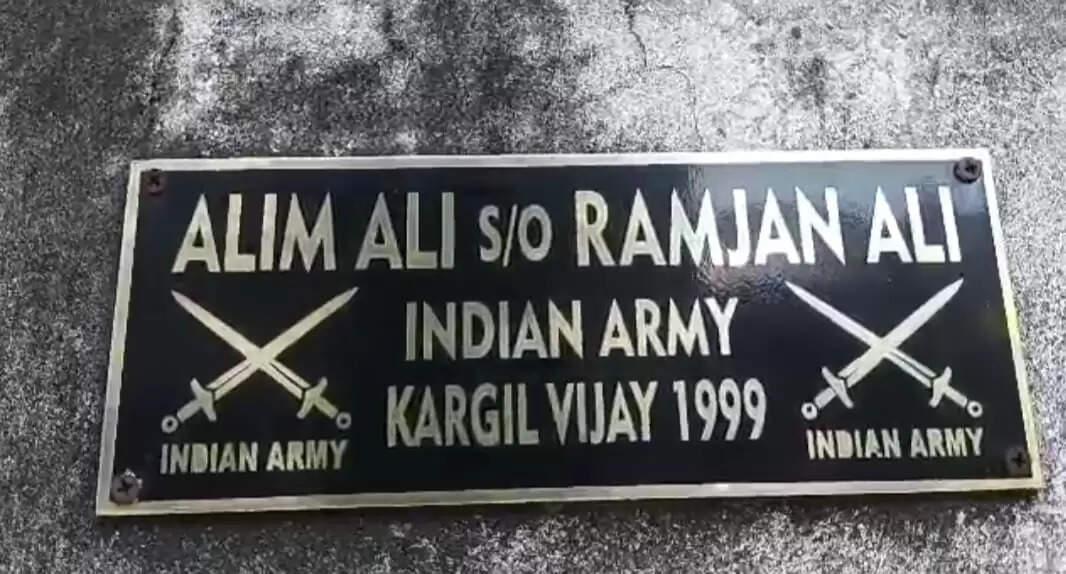 ALIM ALI S/O RAMJAN ALI
INDIAN ARMY
KARGIL VIJAY 1999
INDIAN ARMY
INDIAN ARMY